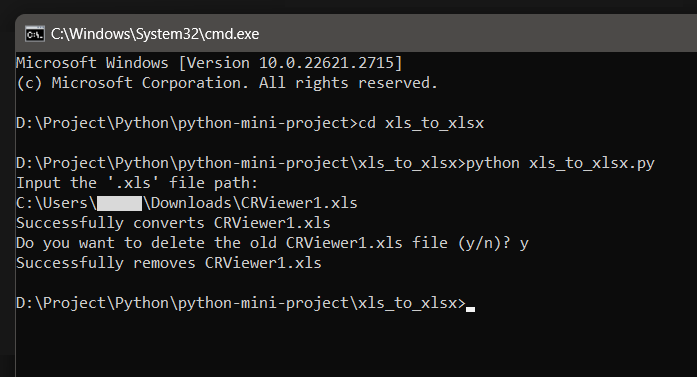 C:\Windows\System32\cmd.exe
Microsoft Windows [Version 10.0.22621.2715]
(c) Microsoft Corporation. All rights reserved.
D:\Project\Python\python-mini-project>cd xls_to_xlsx
D:\Project\Python\python-mini-project\xls_to_xlsx>python xls_to_xlsx.py
Input the '.xls' file path:
C:\Users\\Downloads\CRViewer1.xls
Successfully converts CRViewer1.xls
Do you want to delete the old CRViewer1.xls file (y/n)? y
Successfully removes CRViewer1.xls
D:\Project\Python\python-mini-project\xls_to_xlsx>